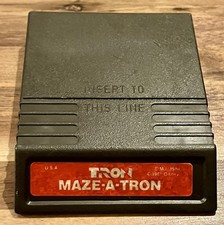 INSERT TO
THIS LINE
U.S.A.
TRON
MAZE-A-TRON